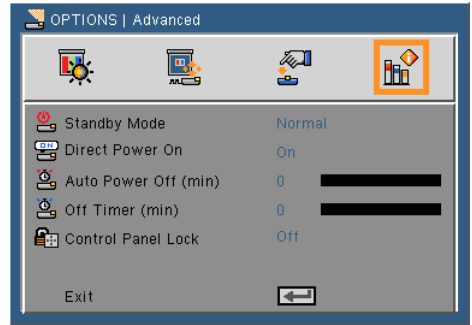 OPTIONS | Advanced
Standby Mode Normal
Direct Power On On
Auto Power Off (min) 0
Off Timer (min) 0
Control Panel Lock Off
Exit